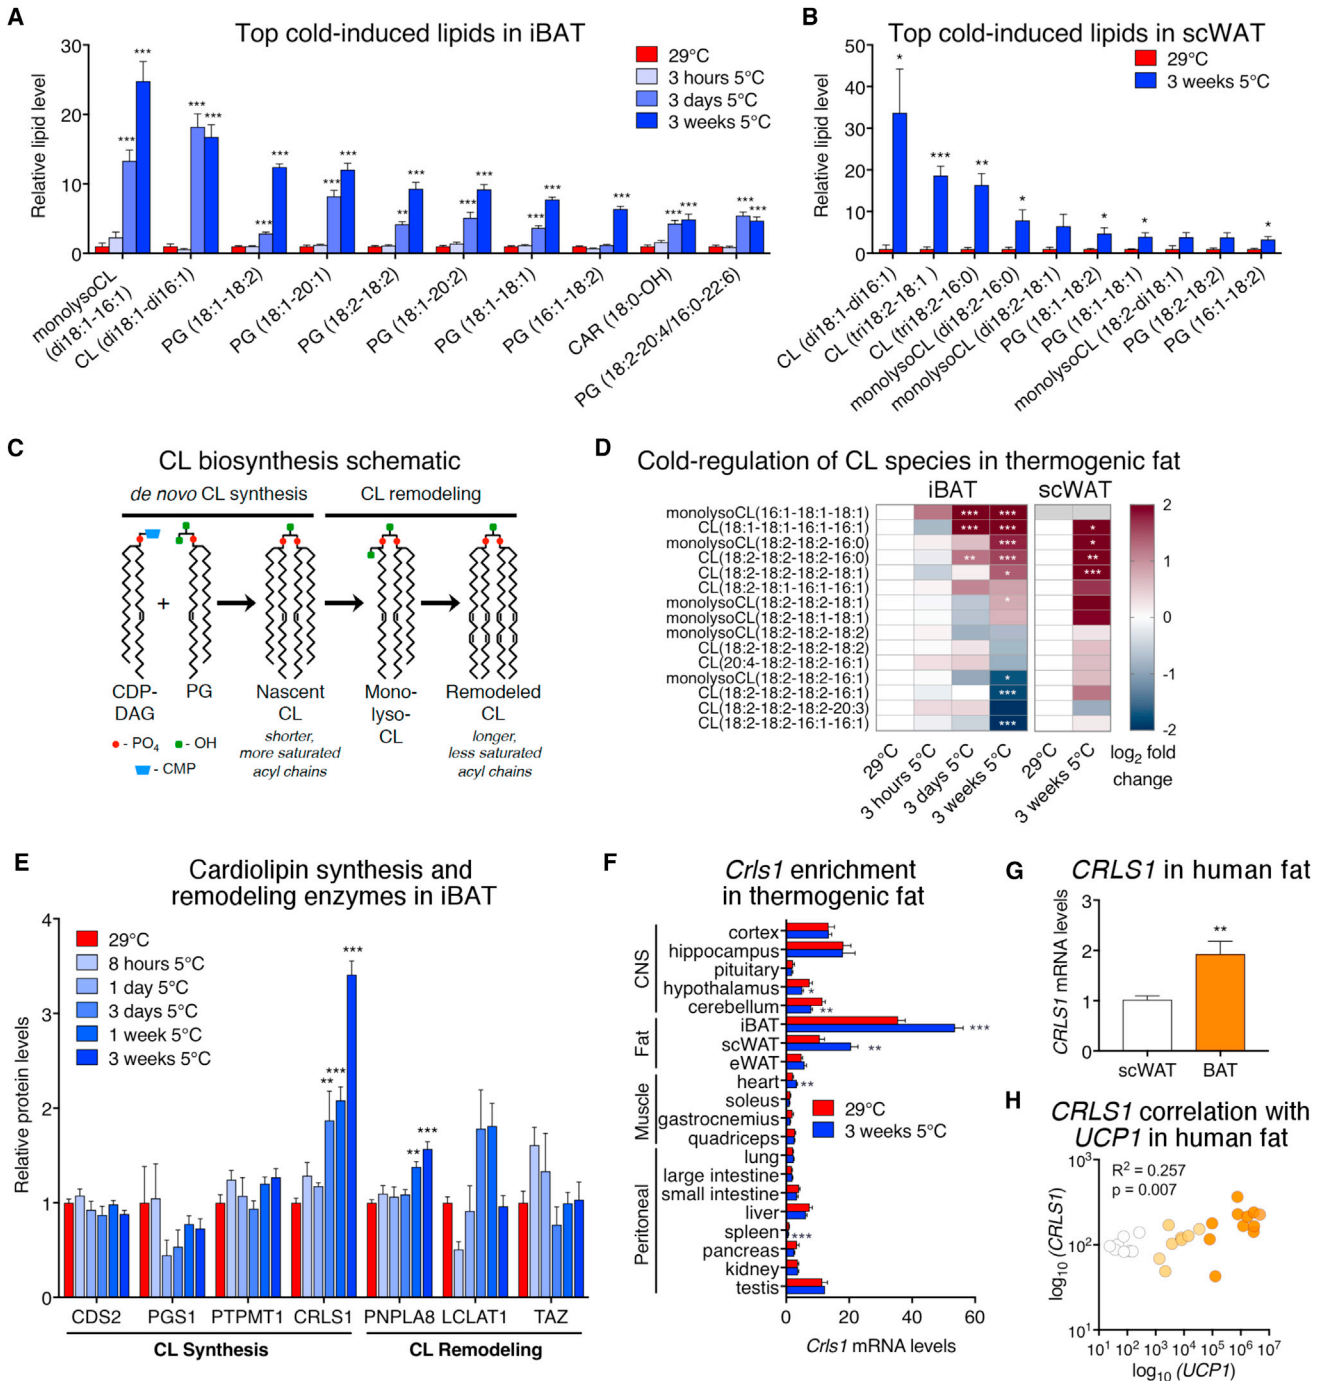 A
Top cold-induced lipids in iBAT
Relative lipid level
30
20
10
0
29°C
3 hours 5°C
3 days 5°C
3 weeks 5°C
***
***
***
***
***
***
***
***
**
***
***
***
***
***
***
***
***
***
***
monolysoCL
(di18:1-16:1)
CL (di18:1-di16:1)
PG (18:1-18:2)
PG (18:1-20:1)
PG (18:2-18:2)
PG (18:1-20:2)
PG (18:1-18:1)
PG (16:1-18:2)
CAR (18:0-OH)
PG (18:2-20:4/16:0-22:6)
B
Top cold-induced lipids in scWAT
Relative lipid level
50
40
30
20
10
0
29°C
3 weeks 5°C
*
***
**
*
*
*
*
CL (di18:1-di16:1)
CL (tri18:2-18:1 )
CL (tri18:2-16:0)
monolysoCL (di18:2-16:0)
monolysoCL (di18:2-18:1)
PG (18:1-18:2)
PG (18:1-18:1)
monolysoCL (18:2-di18:1)
PG (18:2-18:2)
PG (16:1-18:2)
C
CL biosynthesis schematic
de novo CL synthesis
CL remodeling
+
CDP-
DAG
PG
Nascent
CL
shorter,
more saturated
acyl chains
Mono-
lyso-
CL
Remodeled
CL
longer,
less saturated
acyl chains
- PO4
- OH
- CMP
D
Cold-regulation of CL species in thermogenic fat
iBAT
scWAT
monolysoCL(16:1-18:1-18:1) *** ***
CL(18:1-18:1-16:1-16:1) *** *** *
monolysoCL(18:2-18:2-16:0) *** *
CL(18:2-18:2-18:2-16:0) ** *** **
CL(18:2-18:2-18:2-18:1) * ***
CL(18:2-18:1-16:1-16:1)
monolysoCL(18:2-18:2-18:1) *
monolysoCL(18:2-18:1-18:1)
monolysoCL(18:2-18:2-18:2)
CL(18:2-18:2-18:2-18:2)
CL(20:4-18:2-18:2-16:1)
monolysoCL(18:2-18:2-16:1) *
CL(18:2-18:2-18:2-16:1) ***
CL(18:2-18:2-18:2-20:3)
CL(18:2-18:2-16:1-16:1) ***
29°C
3 hours 5°C
3 days 5°C
3 weeks 5°C
29°C
3 weeks 5°C
2
1
0
-1
-2
log2 fold
change
E
Cardiolipin synthesis and
remodeling enzymes in iBAT
Relative protein levels
4
3
2
1
0
29°C
8 hours 5°C
1 day 5°C
3 days 5°C
1 week 5°C
3 weeks 5°C
**
***
***
**
***
CDS2
PGS1
PTPMT1
CRLS1
PNPLA8
LCLAT1
TAZ
CL Synthesis
CL Remodeling
F
Crls1 enrichment
in thermogenic fat
CNS
Fat
Muscle
Peritoneal
cortex
hippocampus
pituitary
hypothalamus *
cerebellum **
iBAT ***
scWAT **
eWAT
heart **
soleus
gastrocnemius
quadriceps
lung
large intestine
small intestine
liver
spleen ***
pancreas
kidney
testis
29°C
3 weeks 5°C
0
20
40
60
Crls1 mRNA levels
G
CRLS1 in human fat
CRLS1 mRNA levels
3
2
1
0
**
scWAT
BAT
H
CRLS1 correlation with
UCP1 in human fat
R2 = 0.257
p = 0.007
log10 (CRLS1)
103
102
101
101 102 103 104 105 106 107
log10 (UCP1)